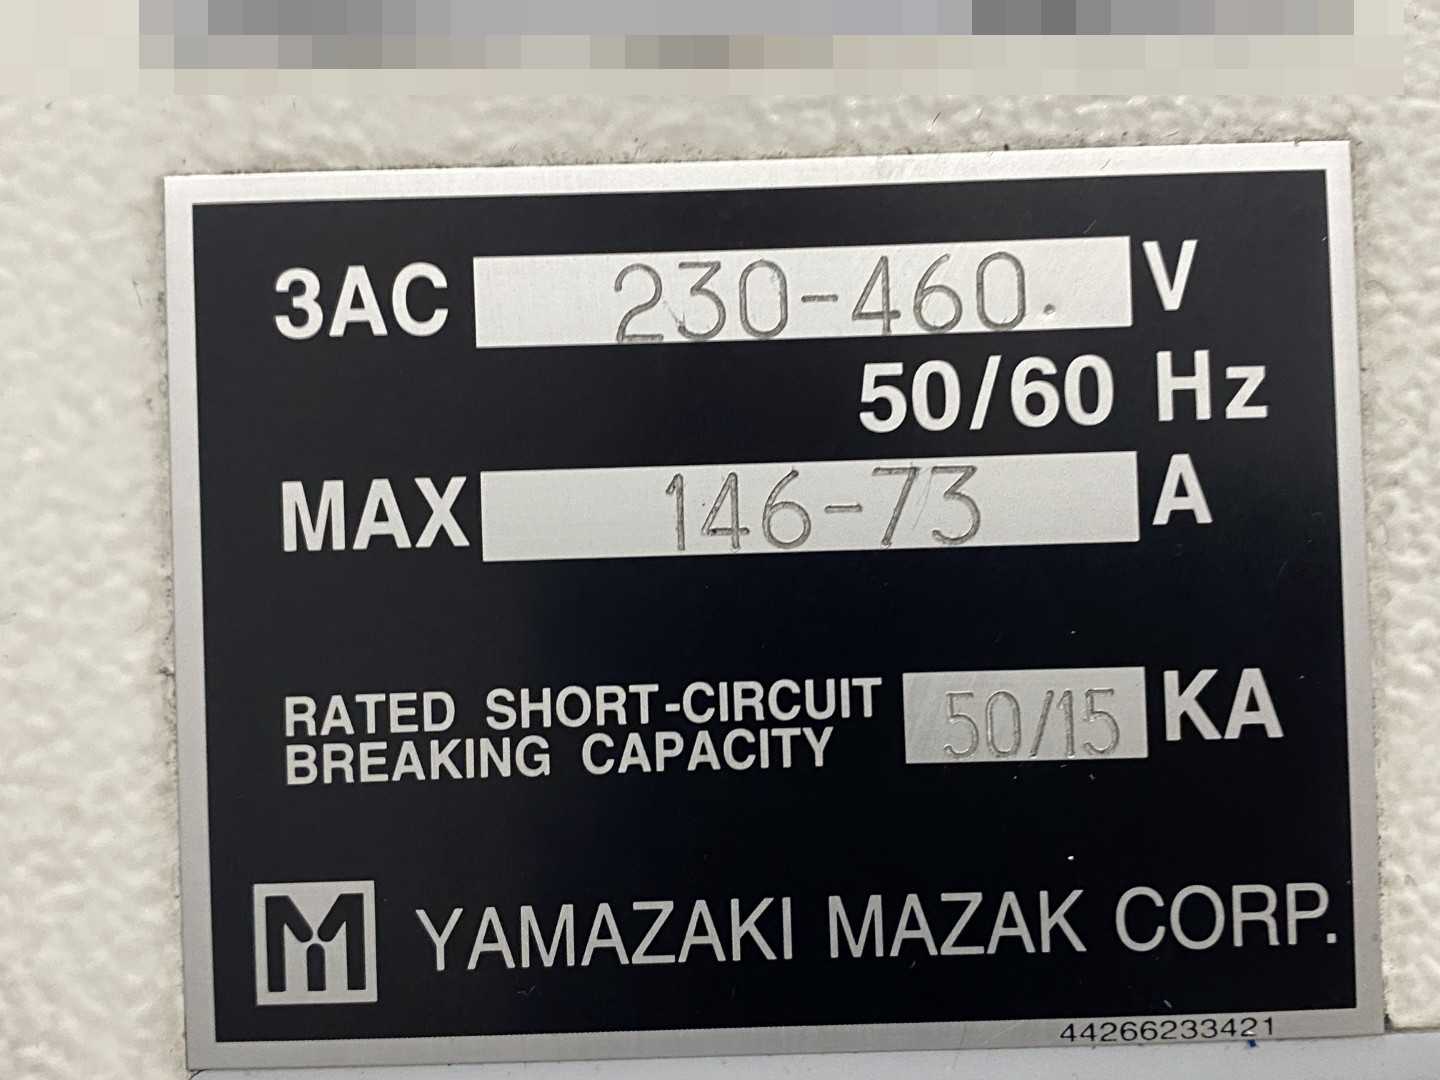 3AC 230-460. V
50/60 Hz
MAX 146-73 A
RATED SHORT-CIRCUIT
BREAKING CAPACITY 50/15 KA
M YAMAZAKI MAZAK CORP.
44266233421